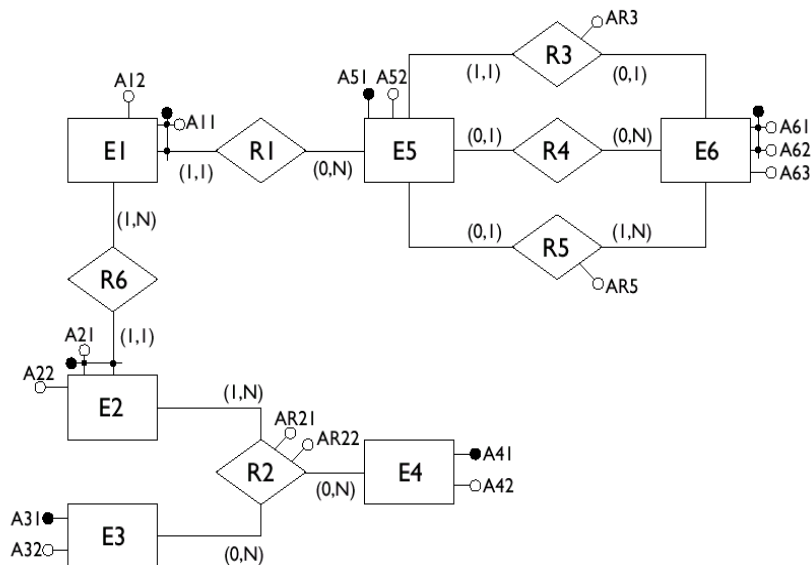 AR3
R3
(1,1)
(0,1)
A12
A51
A52
A11
A61
A62
A63
E1
R1
E5
R4
E6
(1,1)
(0,N)
(0,1)
(0,N)
(1,N)
(0,1)
(1,N)
R5
AR5
R6
A21
(1,1)
A22
E2
(1,N)
AR21
AR22
R2
E4
A41
A42
(0,N)
A31
A32
E3
(0,N)